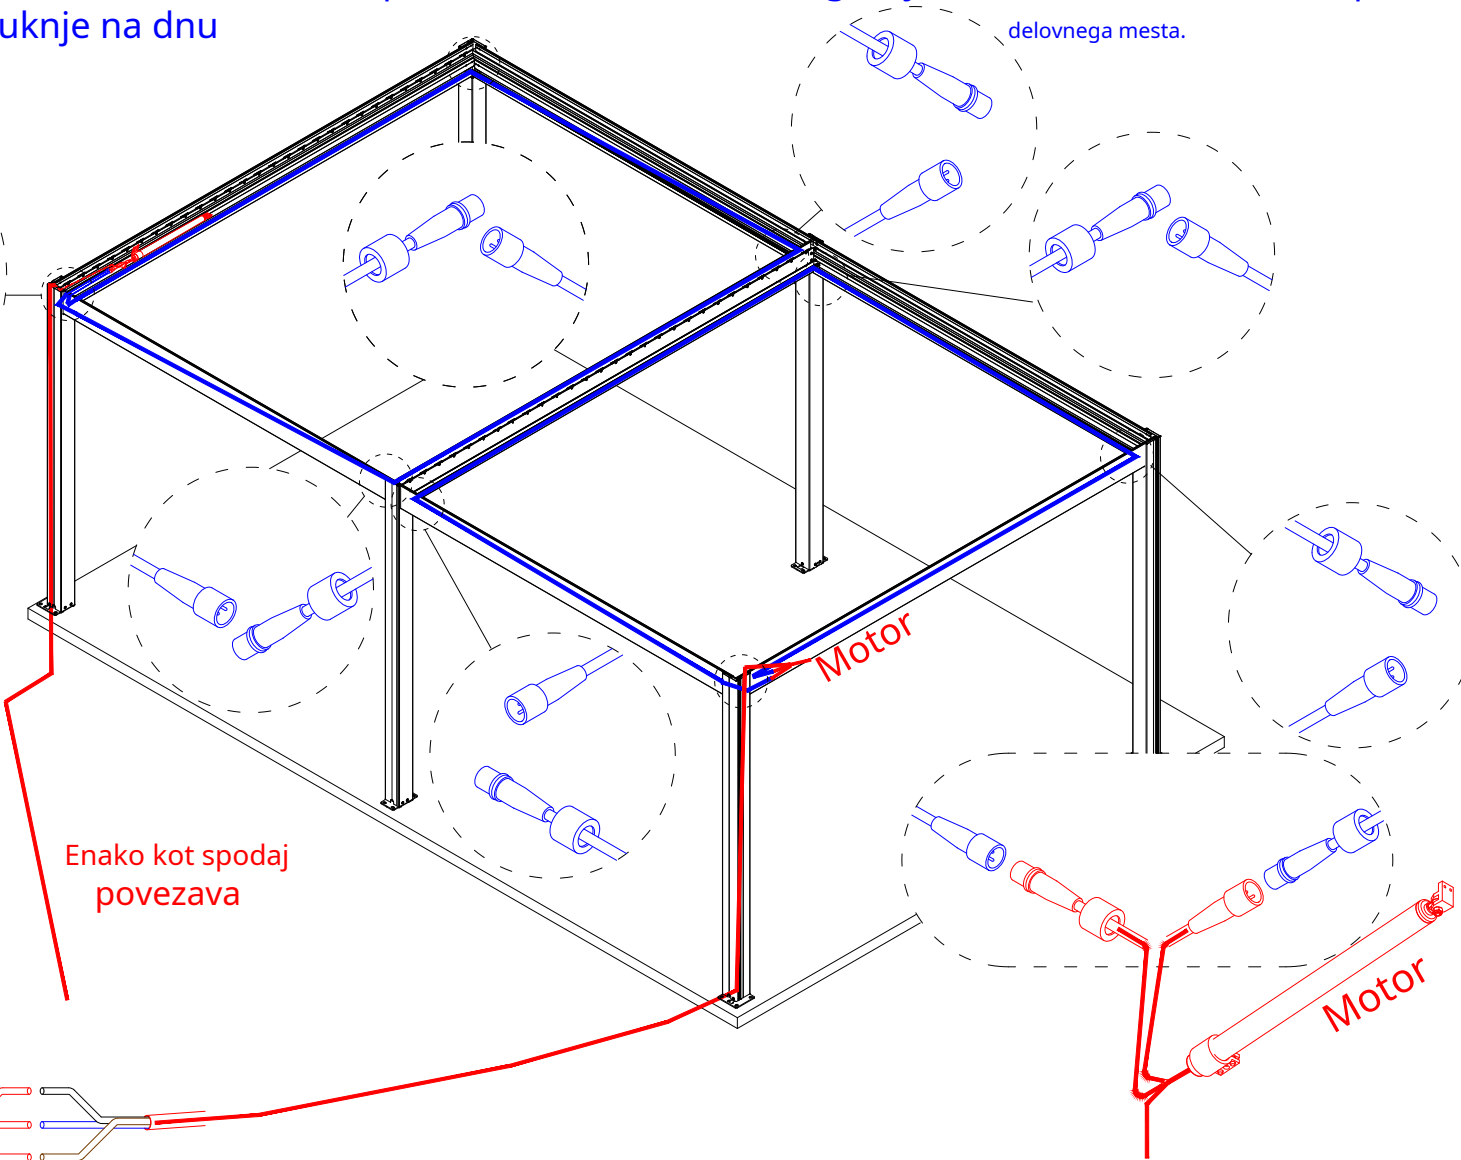 uknje na dnu
delovnega mesta.
Motor
Enako kot spodaj
povezava
Motor